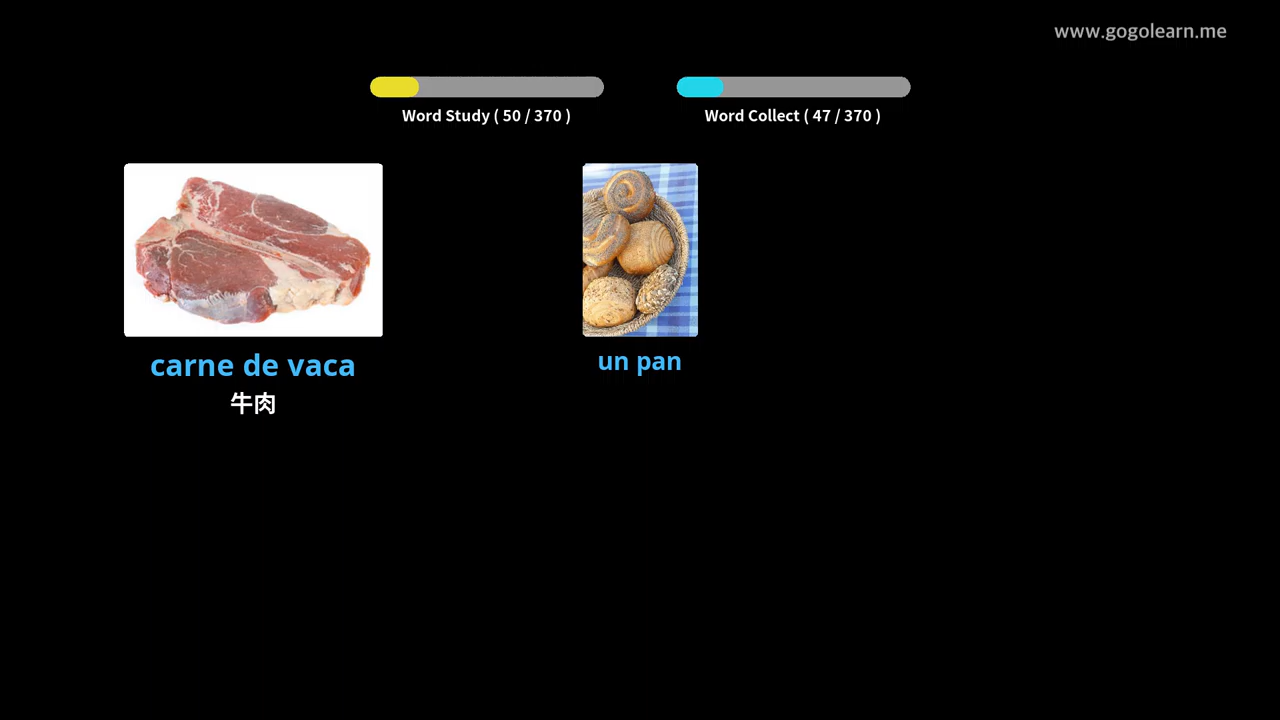 www.gogolearn.me
Word Study ( 50 / 370 )
Word Collect ( 47 / 370 )
carne de vaca
牛肉
un pan